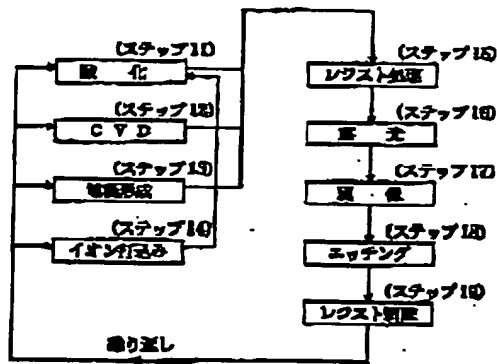 (ステップ11)
酸化
(ステップ12)
CVD
(ステップ13)
電極形成
(ステップ14)
イオン打込み
(ステップ15)
レジスト処理
(ステップ16)
露光
(ステップ17)
現像
(ステップ18)
エッチング
(ステップ19)
レジスト剥離
繰り返し